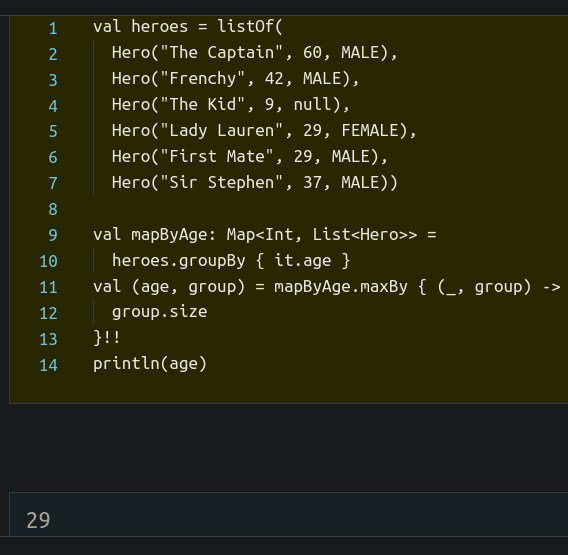 1 val heroes = listOf(
2   Hero("The Captain", 60, MALE),
3   Hero("Frenchy", 42, MALE),
4   Hero("The Kid", 9, null),
5   Hero("Lady Lauren", 29, FEMALE),
6   Hero("First Mate", 29, MALE),
7   Hero("Sir Stephen", 37, MALE))
8
9 val mapByAge: Map<Int, List<Hero>> =
10   heroes.groupBy { it.age }
11 val (age, group) = mapByAge.maxBy { (_, group) ->
12   group.size
13 }!!
14 println(age)
29